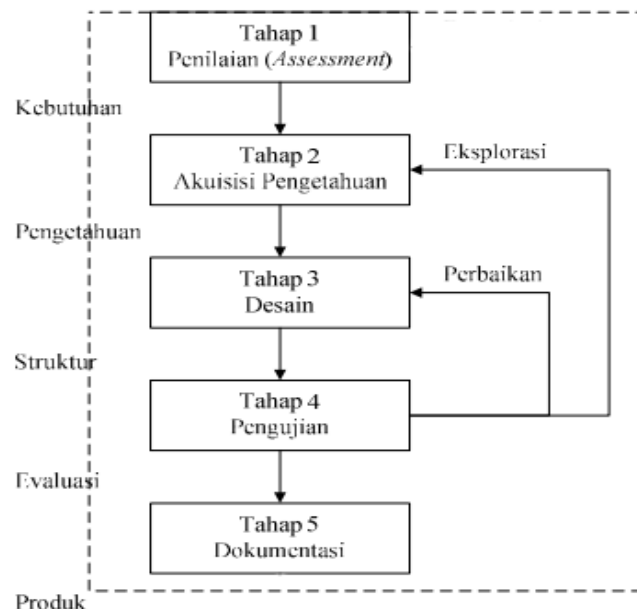 Tahap 1
Penilaian (Assessment)
Kebutuhan
Tahap 2
Akuisisi Pengetahuan
Eksplorasi
Pengetahuan
Tahap 3
Desain
Perbaikan
Struktur
Tahap 4
Pengujian
Evaluasi
Tahap 5
Dokumentasi
Produk